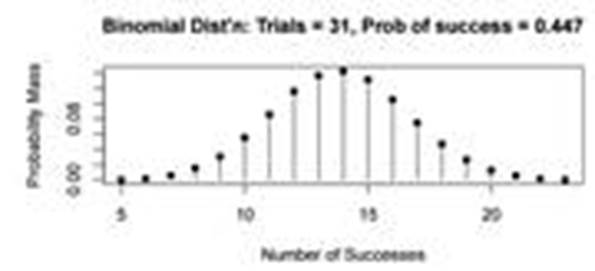 Binomial Dist'n: Trials = 31, Prob of success = 0.447
Probability Mass
0.08
0.00
5 10 15 20
Number of Successes